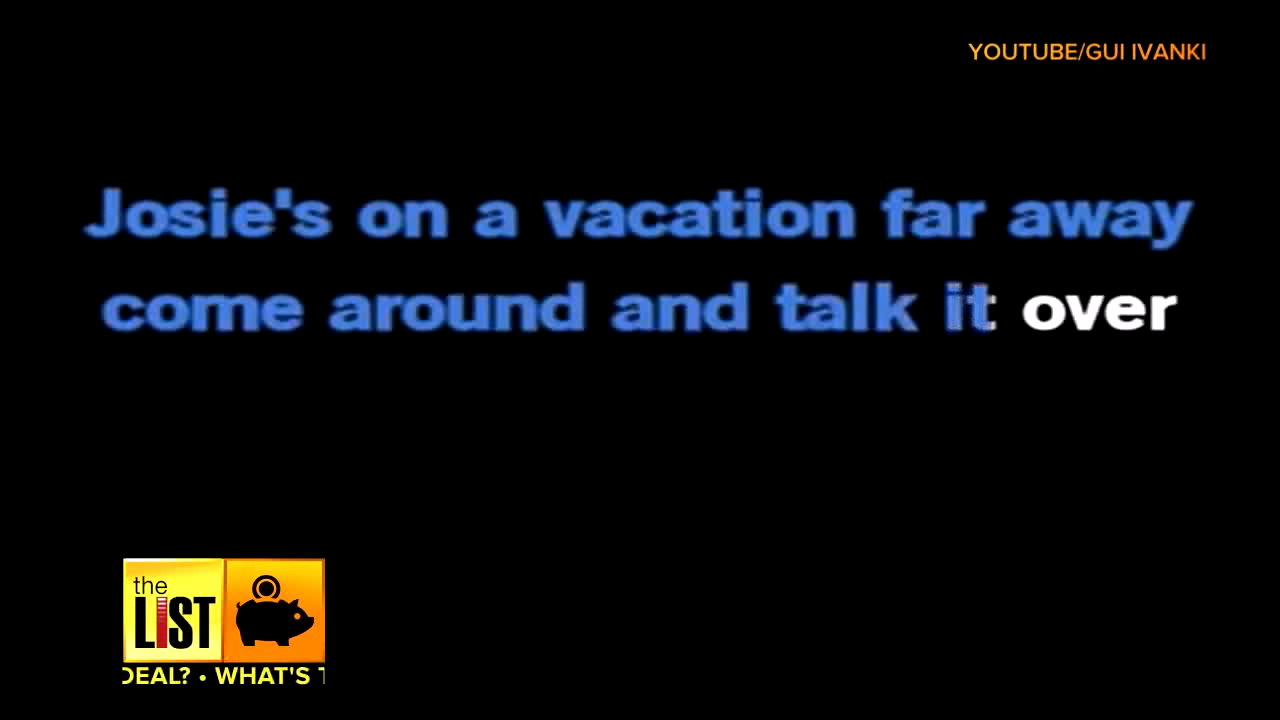 YOUTUBE/GUI IVANKI
Josie's on a vacation far away
come around and talk it over
the
LIST
DEAL? • WHAT'S